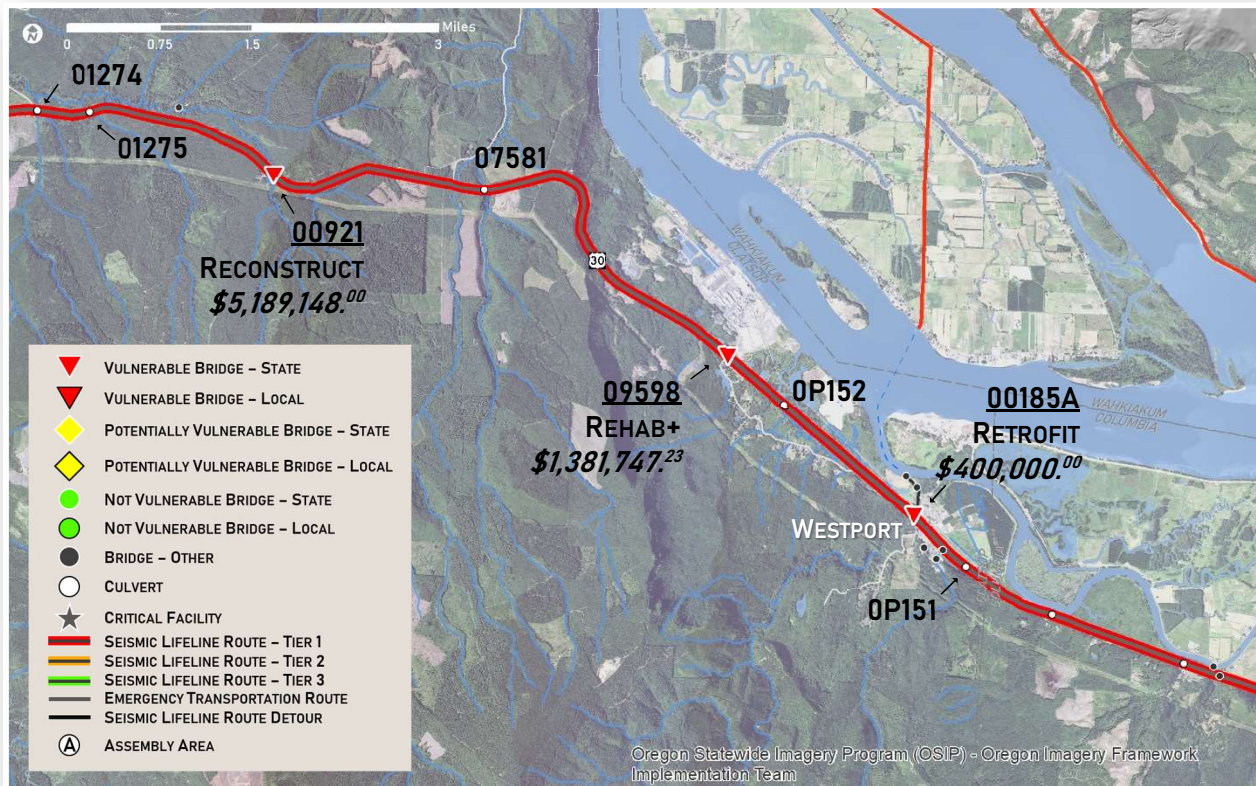 N
Miles
0 0.75 1.5 3
01274
01275
07581
00921
RECONSTRUCT
$5,189,148.00
30
WAHKIAKUM
CLATSOP
09598
REHAB+
$1,381,747.23
0P152
00185A
RETROFIT
$400,000.00
WAHKIAKUM
COLUMBIA
WESTPORT
0P151
VULNERABLE BRIDGE – STATE
VULNERABLE BRIDGE – LOCAL
POTENTIALLY VULNERABLE BRIDGE – STATE
POTENTIALLY VULNERABLE BRIDGE – LOCAL
NOT VULNERABLE BRIDGE – STATE
NOT VULNERABLE BRIDGE – LOCAL
BRIDGE – OTHER
CULVERT
CRITICAL FACILITY
SEISMIC LIFELINE ROUTE – TIER 1
SEISMIC LIFELINE ROUTE – TIER 2
SEISMIC LIFELINE ROUTE – TIER 3
EMERGENCY TRANSPORTATION ROUTE
SEISMIC LIFELINE ROUTE DETOUR
A ASSEMBLY AREA
Oregon Statewide Imagery Program (OSIP) - Oregon Imagery Framework
Implementation Team